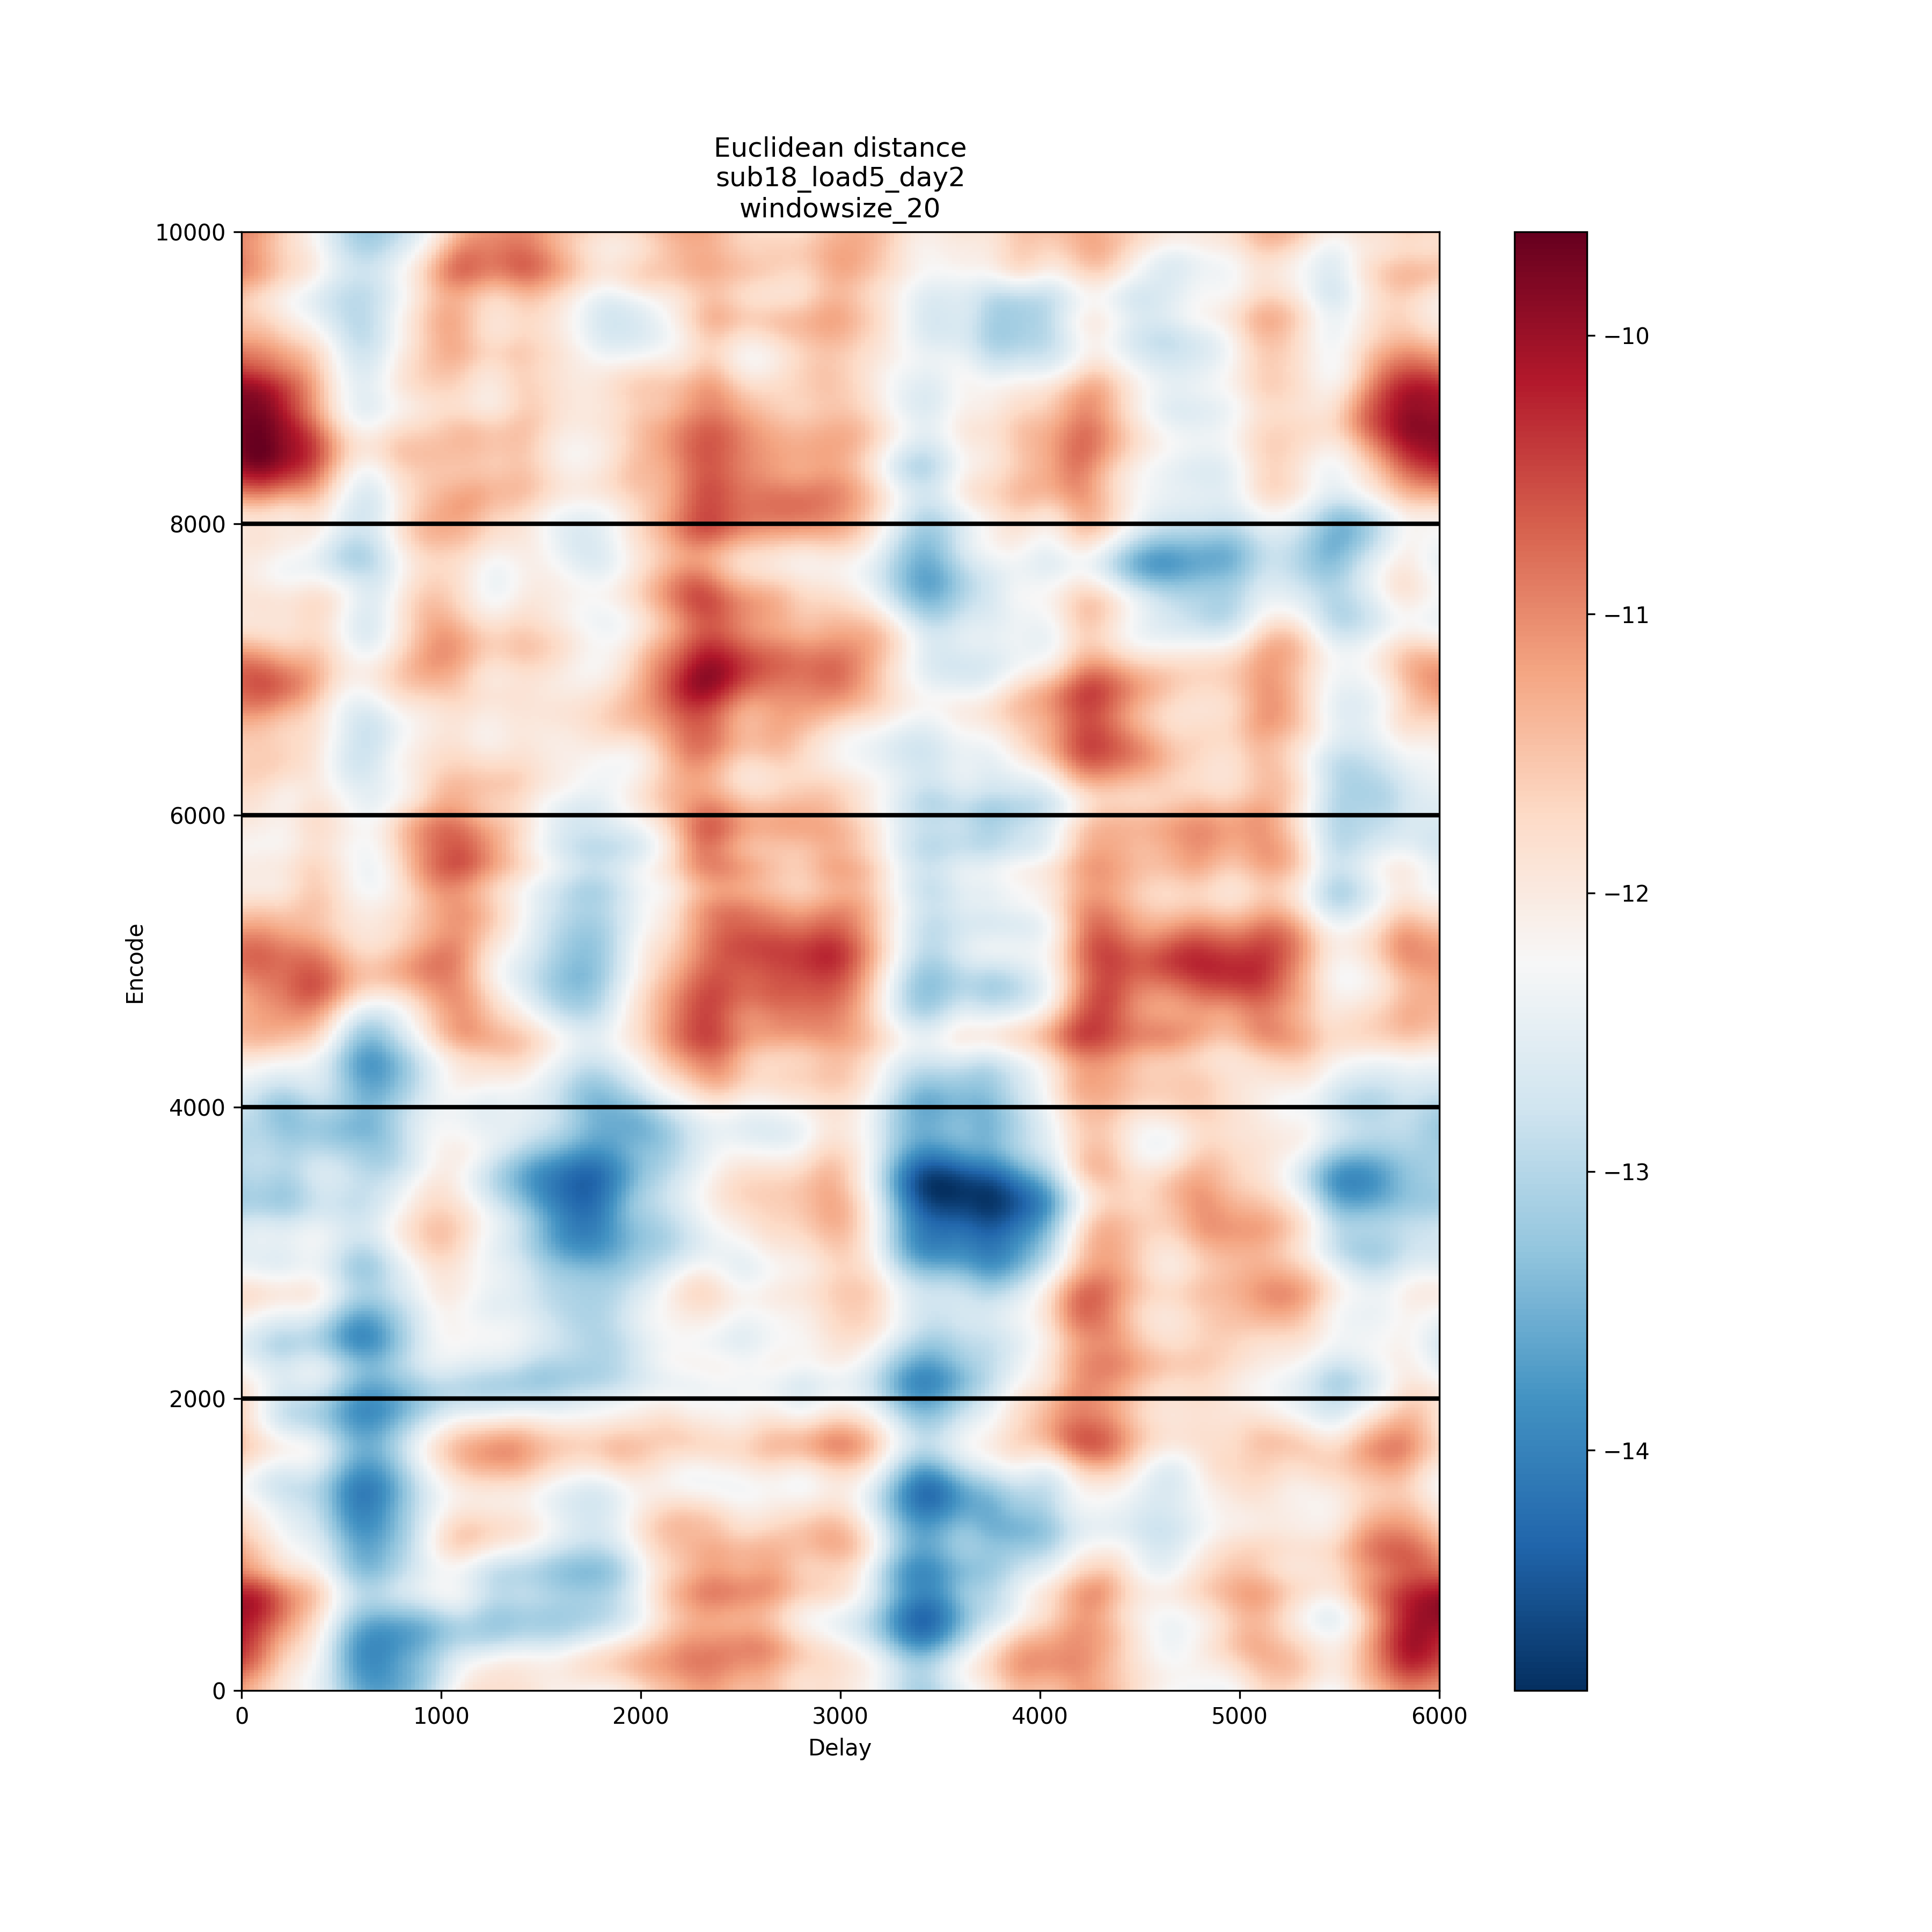 Euclidean distance
sub18_load5_day2
windowsize_20
10000
8000
6000
4000
2000
0
Encode
0 1000 2000 3000 4000 5000 6000
Delay
−10
−11
−12
−13
−14